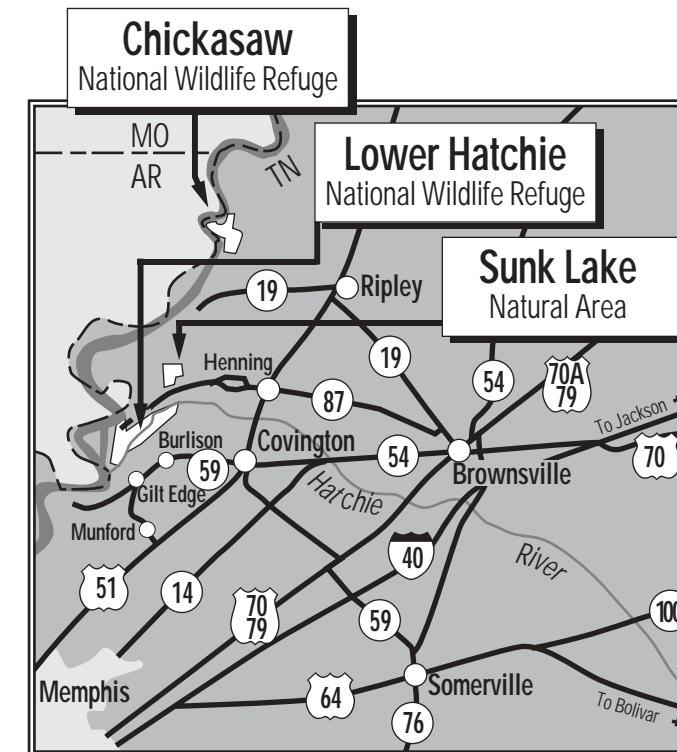 Chickasaw
National Wildlife Refuge
MO
AR
TN
Lower Hatchie
National Wildlife Refuge
Sunk Lake
Natural Area
19
Ripley
Henning
19
54
70A
79
87
To Jackson
70
Burlison
59
Covington
54
Brownsville
Gilt Edge
Hatchie
Munford
River
40
51
14
70
79
59
100
Memphis
64
Somerville
To Bolivar
76